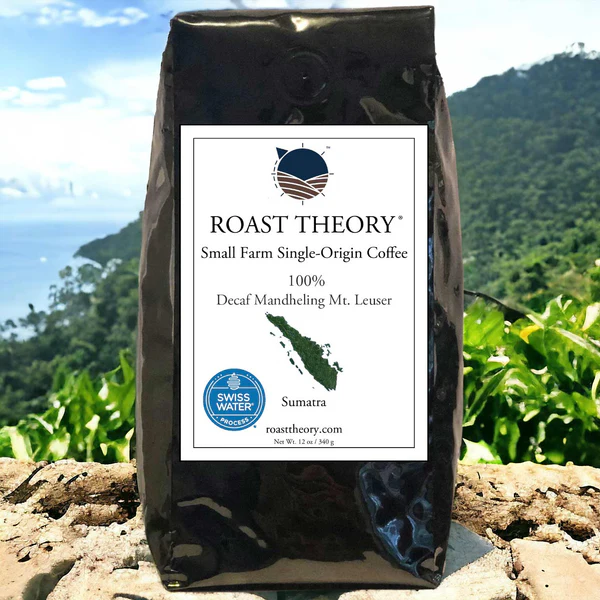 ™
ROAST THEORY®
Small Farm Single-Origin Coffee
100%
Decaf Mandheling Mt. Leuser
SWISS
WATER®
PROCESS
Sumatra
roasttheory.com
Net Wt. 12 oz / 340 g